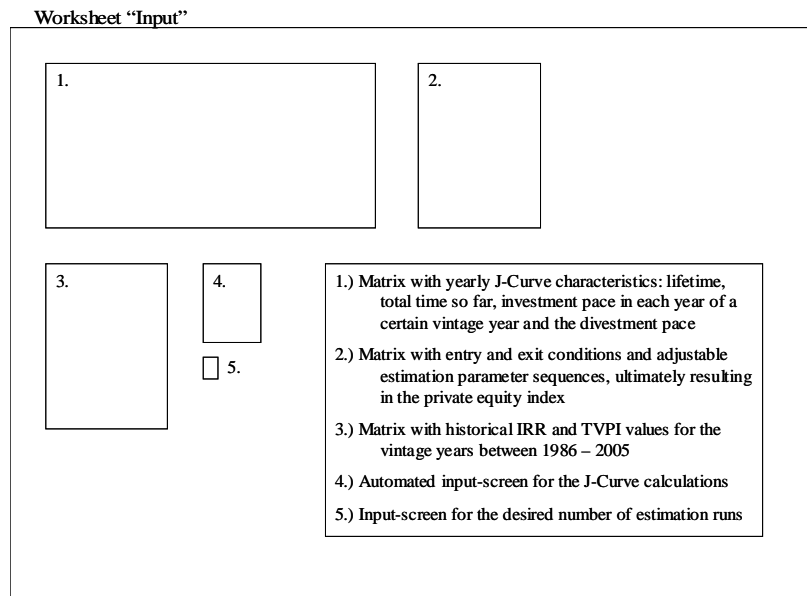 Worksheet “Input”
1.
2.
3.
4.
5.
1.) Matrix with yearly J-Curve characteristics: lifetime,
total time so far, investment pace in each year of a
certain vintage year and the divestment pace
2.) Matrix with entry and exit conditions and adjustable
estimation parameter sequences, ultimately resulting
in the private equity index
3.) Matrix with historical IRR and TVPI values for the
vintage years between 1986 – 2005
4.) Automated input-screen for the J-Curve calculations
5.) Input-screen for the desired number of estimation runs